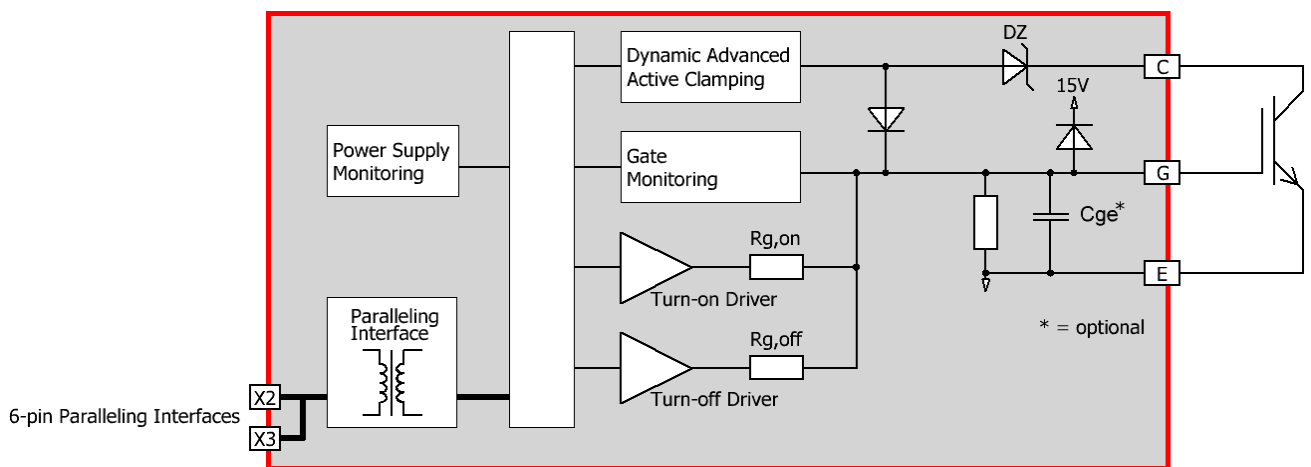 Dynamic Advanced
Active Clamping
DZ
C
15V
Power Supply
Monitoring
Gate
Monitoring
G
Cge*
Rg,on
E
Turn-on Driver
Paralleling
Interface
* = optional
Rg,off
Turn-off Driver
X2
6-pin Paralleling Interfaces
X3